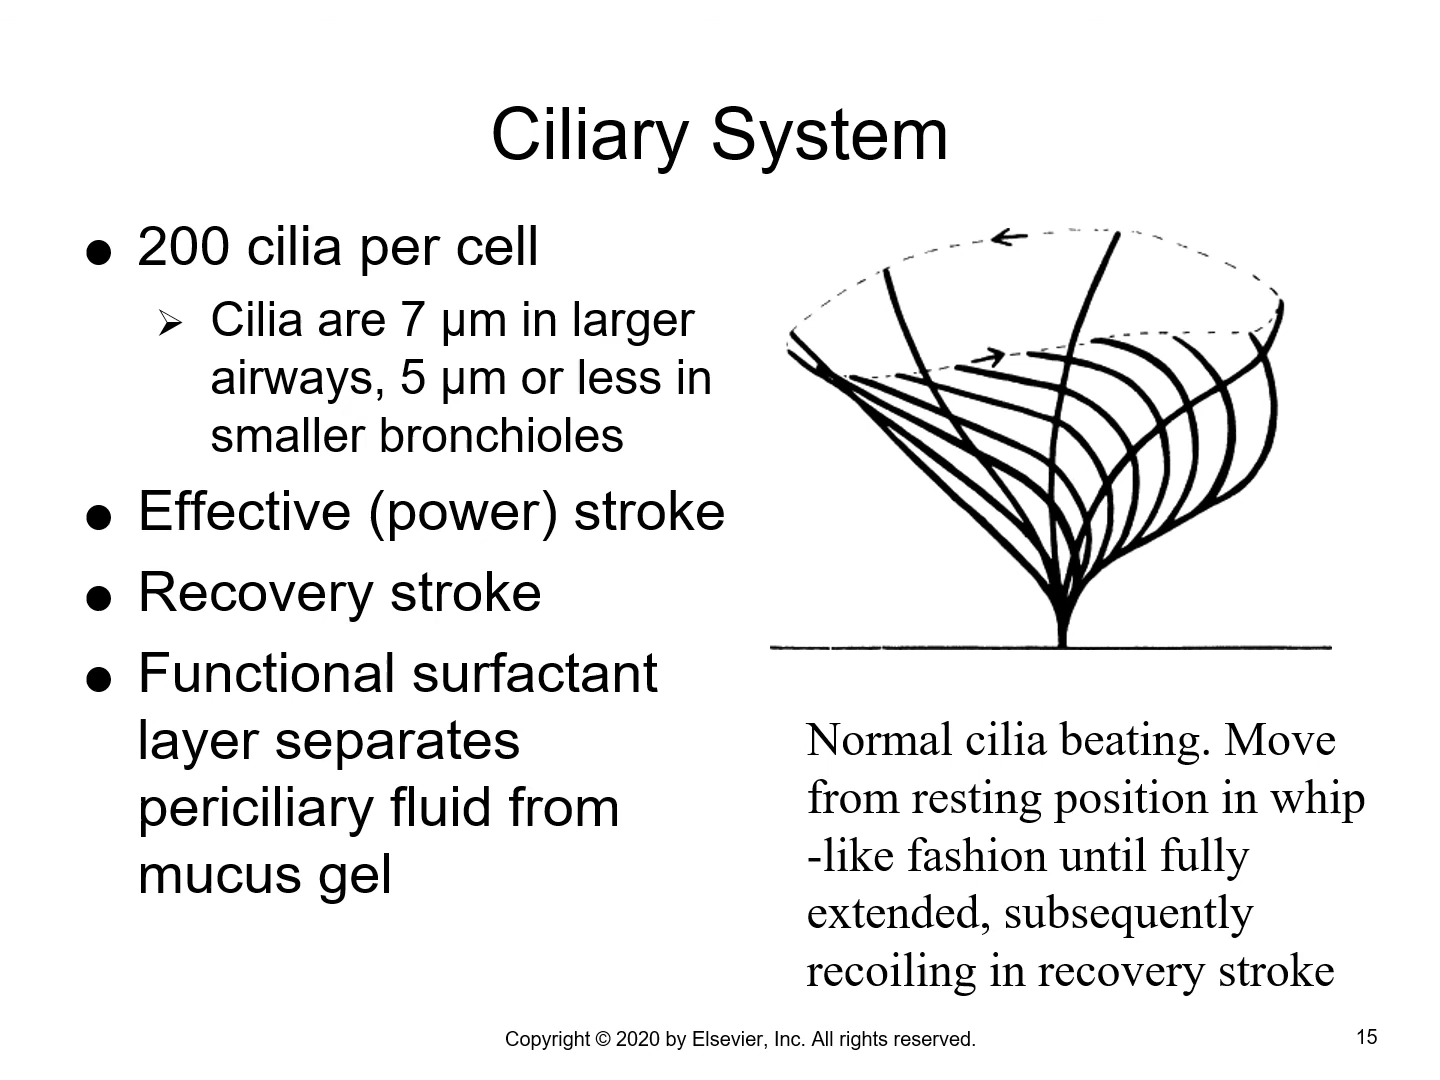 Ciliary System
● 200 cilia per cell
➢ Cilia are 7 μm in larger
airways, 5 μm or less in
smaller bronchioles
● Effective (power) stroke
● Recovery stroke
● Functional surfactant
layer separates
periciliary fluid from
mucus gel
Normal cilia beating. Move
from resting position in whip
-like fashion until fully
extended, subsequently
recoiling in recovery stroke
Copyright © 2020 by Elsevier, Inc. All rights reserved.
15